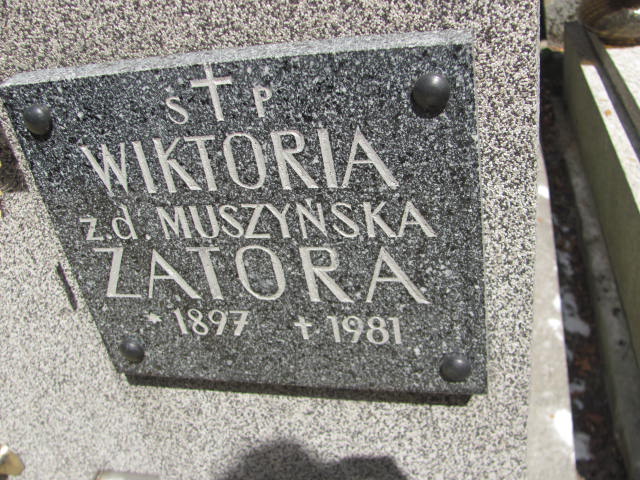 S ✝ P
WIKTORIA
z.d. MUSZYŃSKA
ZATORA
* 1897 ✝ 1981